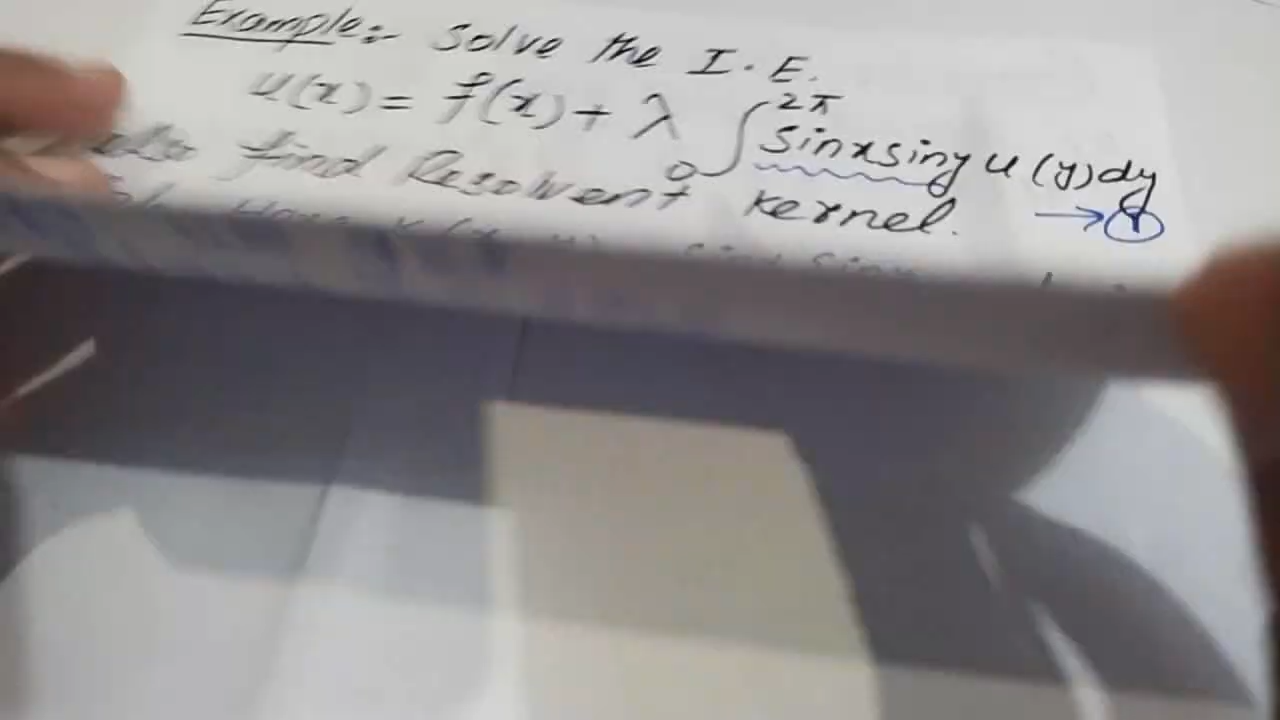 Example:- Solve the I.E.
u(x) = f(x) + λ ∫₀^2π sinx siny u(y)dy
find Resolvent kernel. → ①